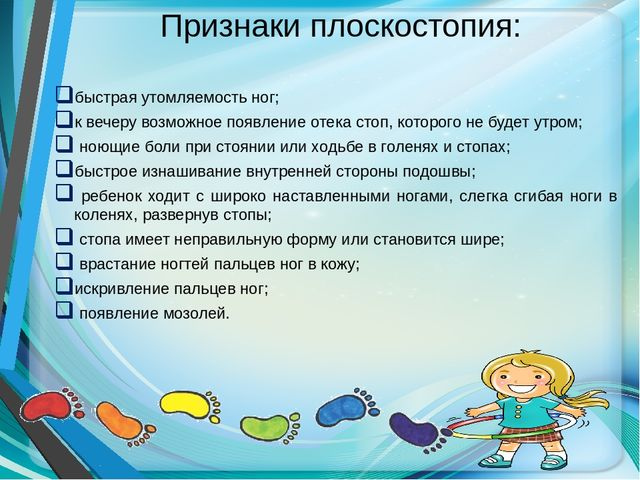 Признаки плоскостопия:
быстрая утомляемость ног;
к вечеру возможное появление отека стоп, которого не будет утром;
ноющие боли при стоянии или ходьбе в голенях и стопах;
быстрое изнашивание внутренней стороны подошвы;
ребенок ходит с широко наставленными ногами, слегка сгибая ноги в
коленях, развернув стопы;
стопа имеет неправильную форму или становится шире;
врастание ногтей пальцев ног в кожу;
искривление пальцев ног;
появление мозолей.